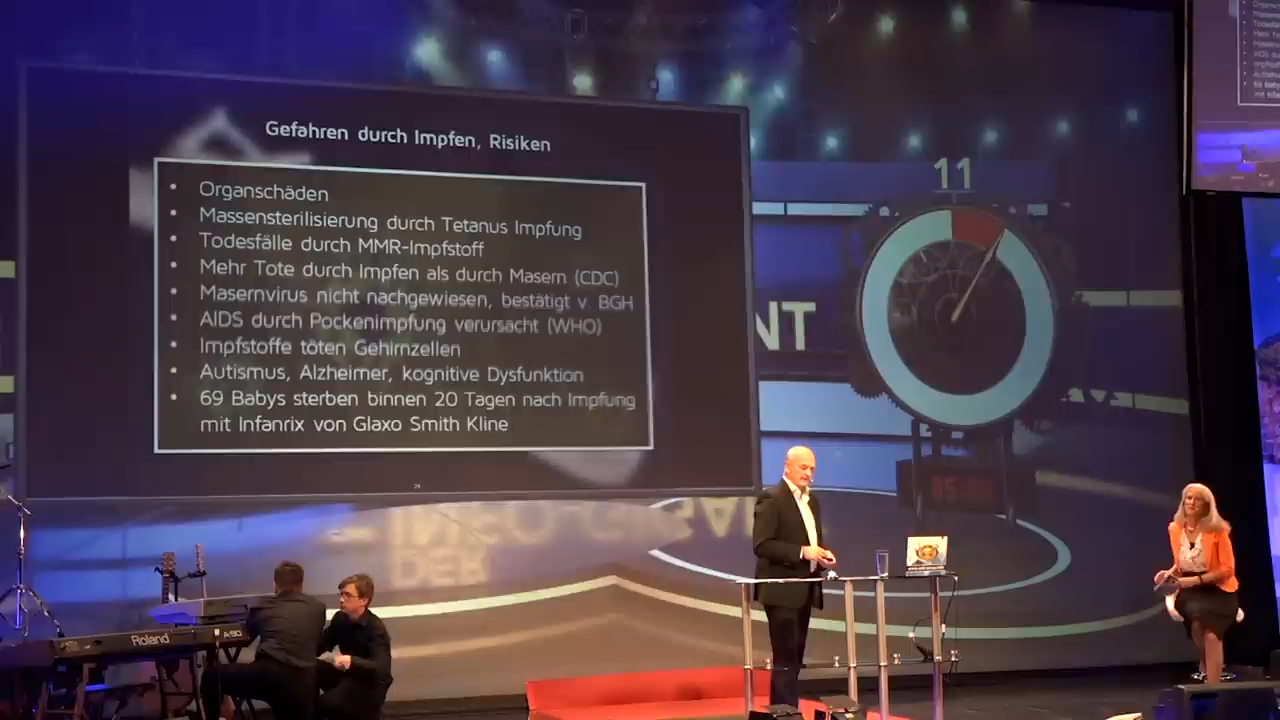 Gefahren durch Impfen, Risiken
• Organschäden
• Massensterilisierung durch Tetanus Impfung
• Todesfälle durch MMR-Impfstoff
• Mehr Tote durch Impfen als durch Masern (CDC)
• Masernvirus nicht nachgewiesen, bestätigt v. BGH
• AIDS durch Pockenimpfung verursacht (WHO)
• Impfstoffe töten Gehirnzellen
• Autismus, Alzheimer, kognitive Dysfunktion
• 69 Babys sterben binnen 20 Tagen nach Impfung
mit Infanrix von Glaxo Smith Kline
11
NT
DER
Roland
A-90